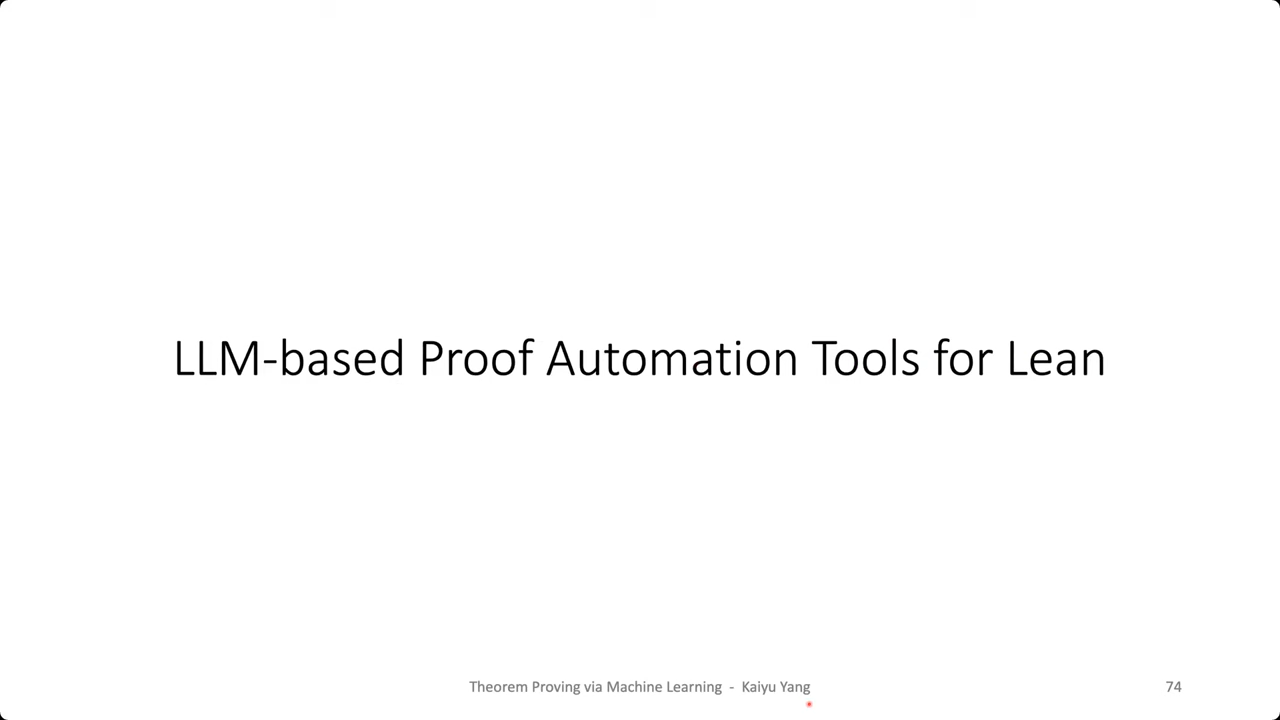 LLM-based Proof Automation Tools for Lean
Theorem Proving via Machine Learning - Kaiyu Yang
74